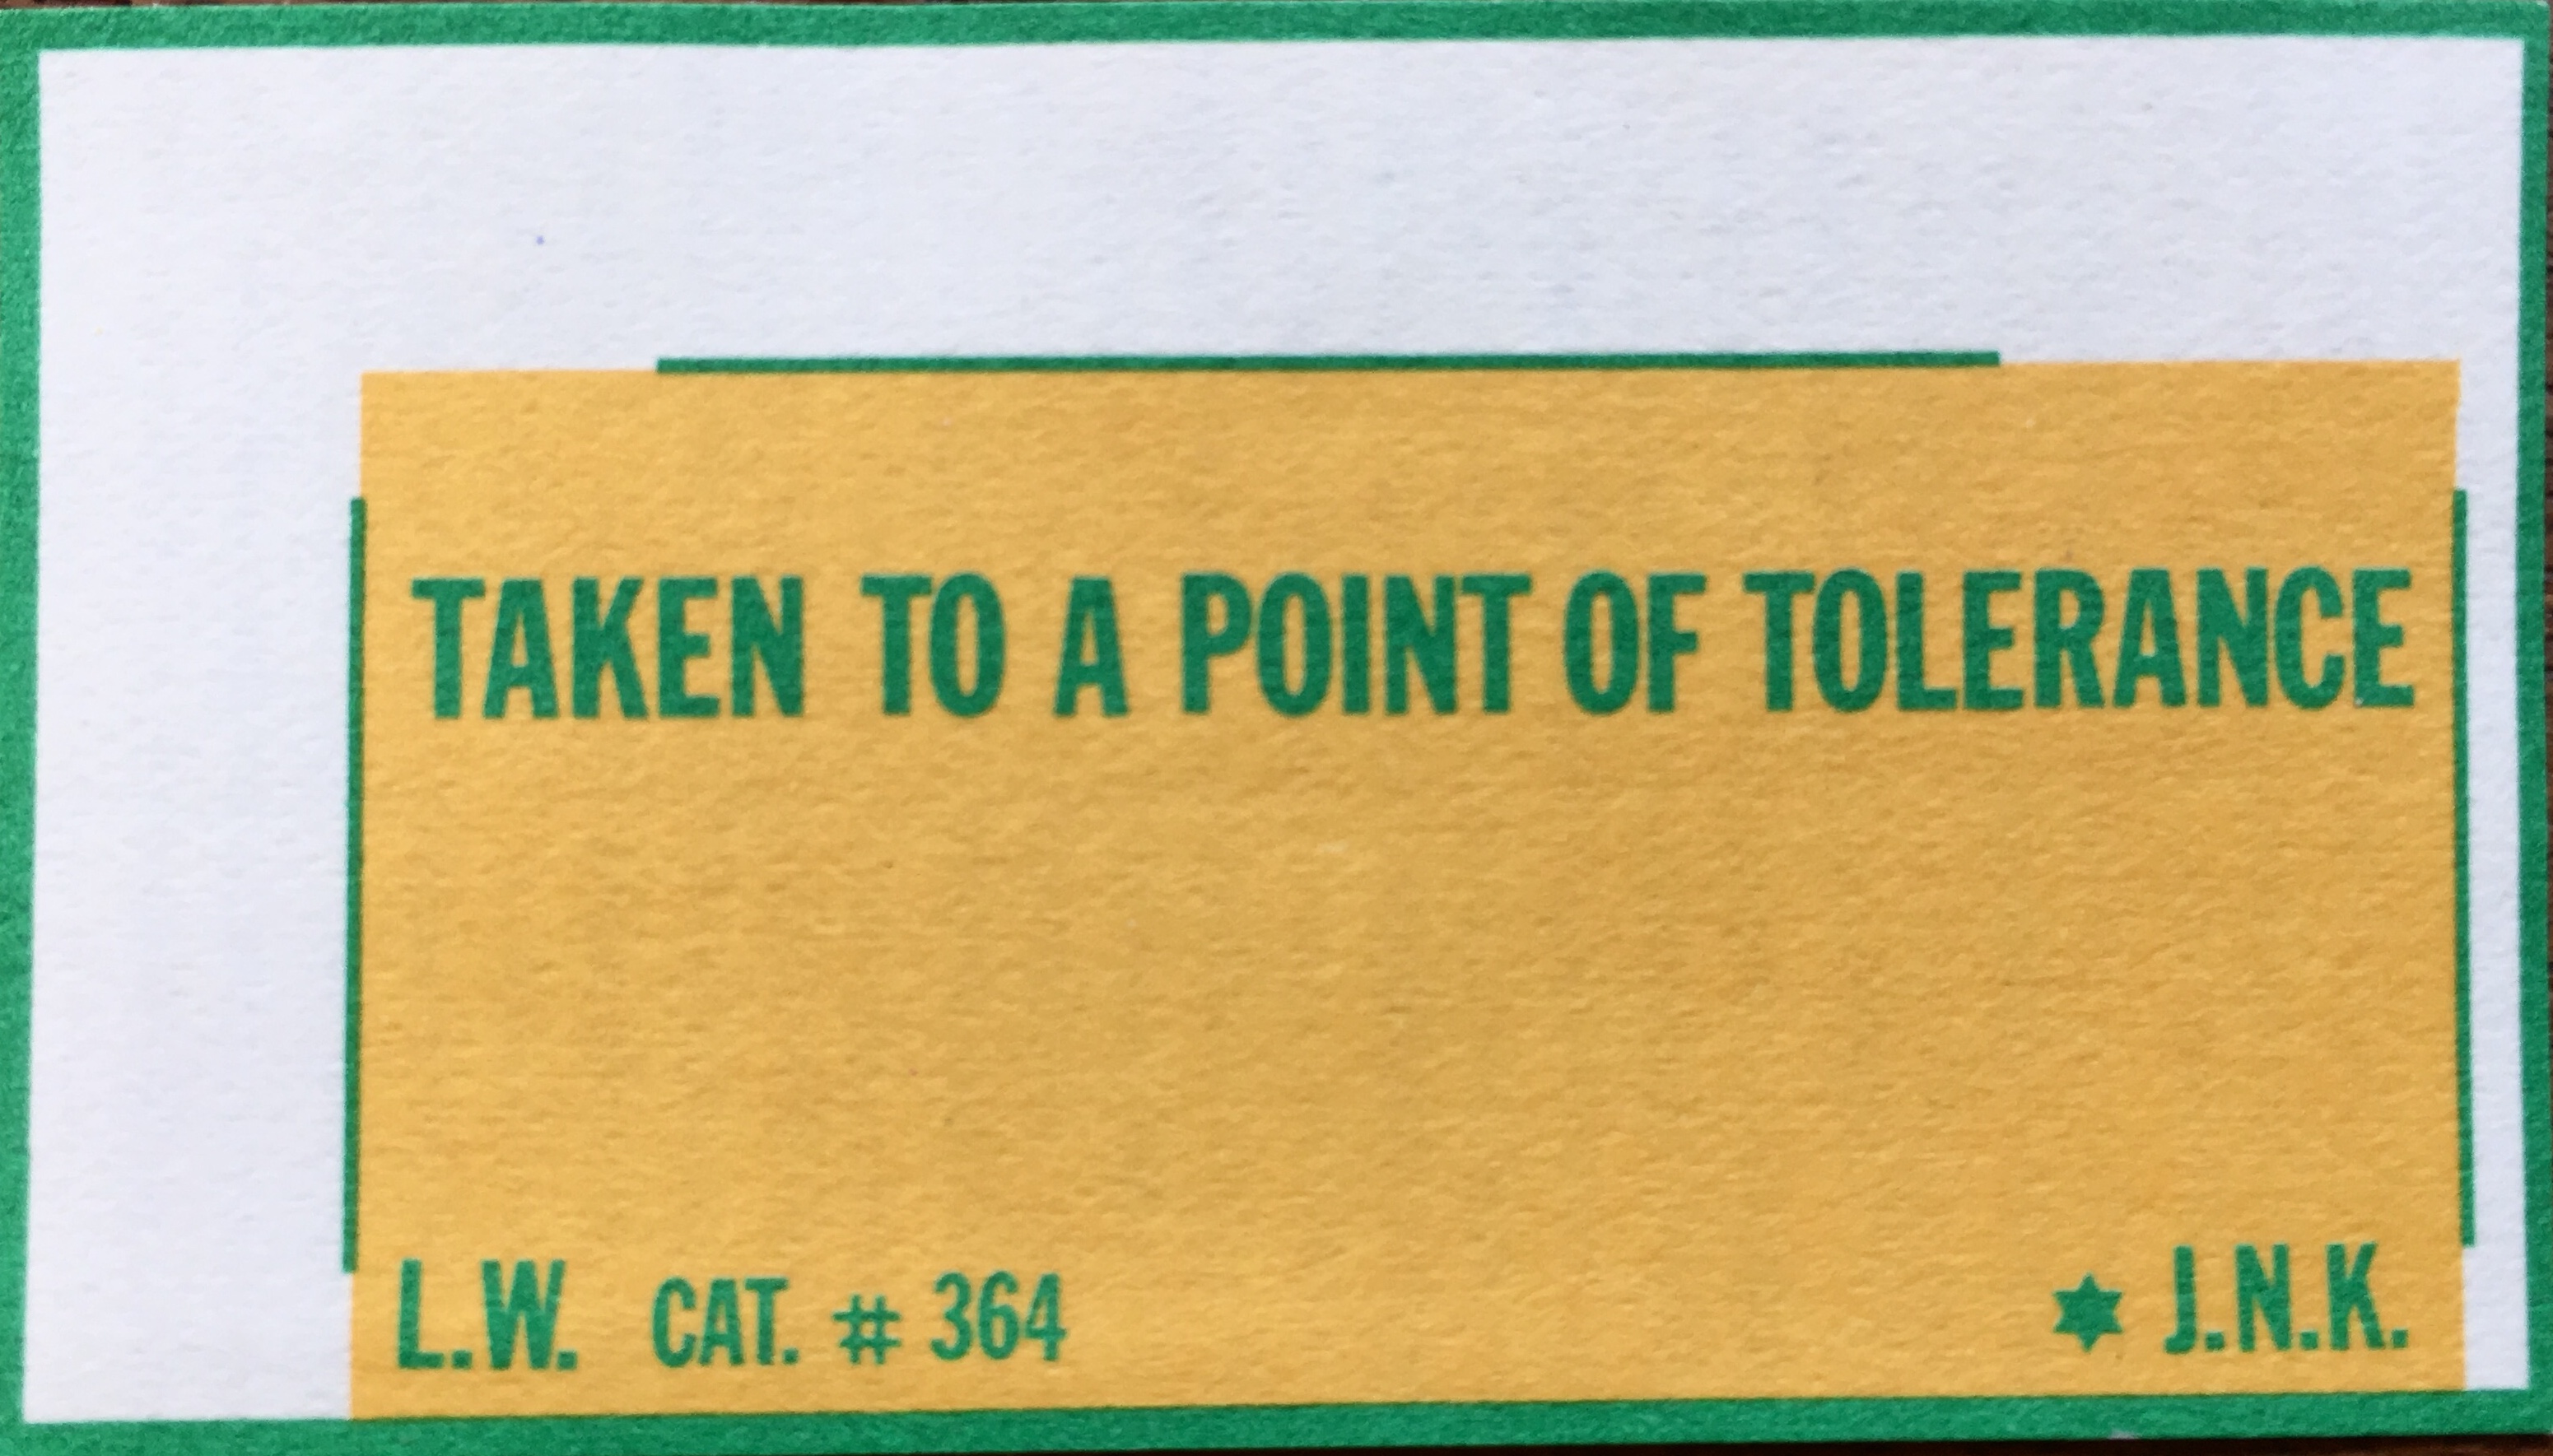 TAKEN TO A POINT OF TOLERANCE
L.W. CAT. # 364 ✶ J.N.K.